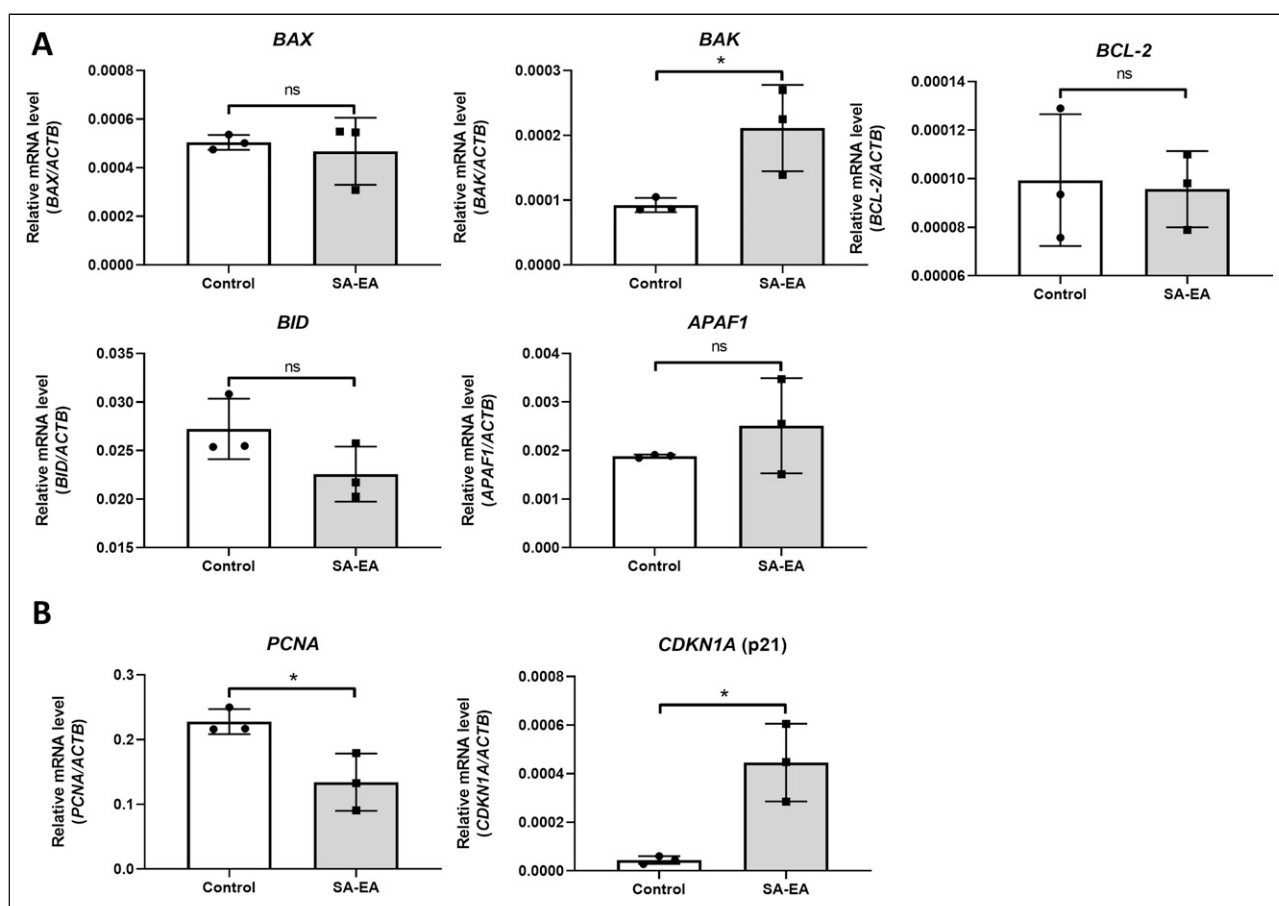 A
BAX
Relative mRNA level
(BAX/ACTB)
0.0008
0.0006
0.0004
0.0002
0.0000
ns
Control SA-EA
BAK
Relative mRNA level
(BAK/ACTB)
0.0003
0.0002
0.0001
0.0000
*
Control SA-EA
BCL-2
Relative mRNA level
(BCL-2/ACTB)
0.00014
0.00012
0.00010
0.00008
0.00006
ns
Control SA-EA
BID
Relative mRNA level
(BID/ACTB)
0.035
0.030
0.025
0.020
0.015
ns
Control SA-EA
APAF1
Relative mRNA level
(APAF1/ACTB)
0.004
0.003
0.002
0.001
0.000
ns
Control SA-EA
B
PCNA
Relative mRNA level
(PCNA/ACTB)
0.3
0.2
0.1
0.0
*
Control SA-EA
CDKN1A (p21)
Relative mRNA level
(CDKN1A/ACTB)
0.0006
0.0004
0.0002
0.0000
*
Control SA-EA